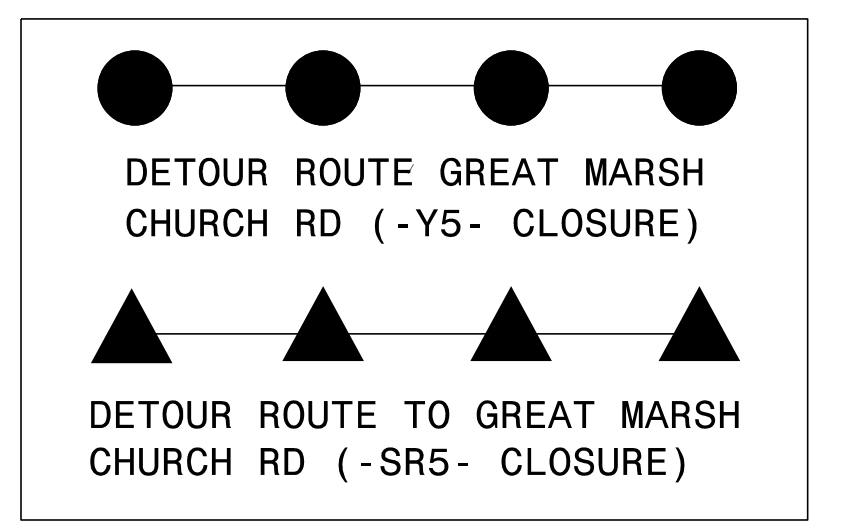 DETOUR ROUTE GREAT MARSH
CHURCH RD (-Y5- CLOSURE)
DETOUR ROUTE TO GREAT MARSH
CHURCH RD (-SR5- CLOSURE)